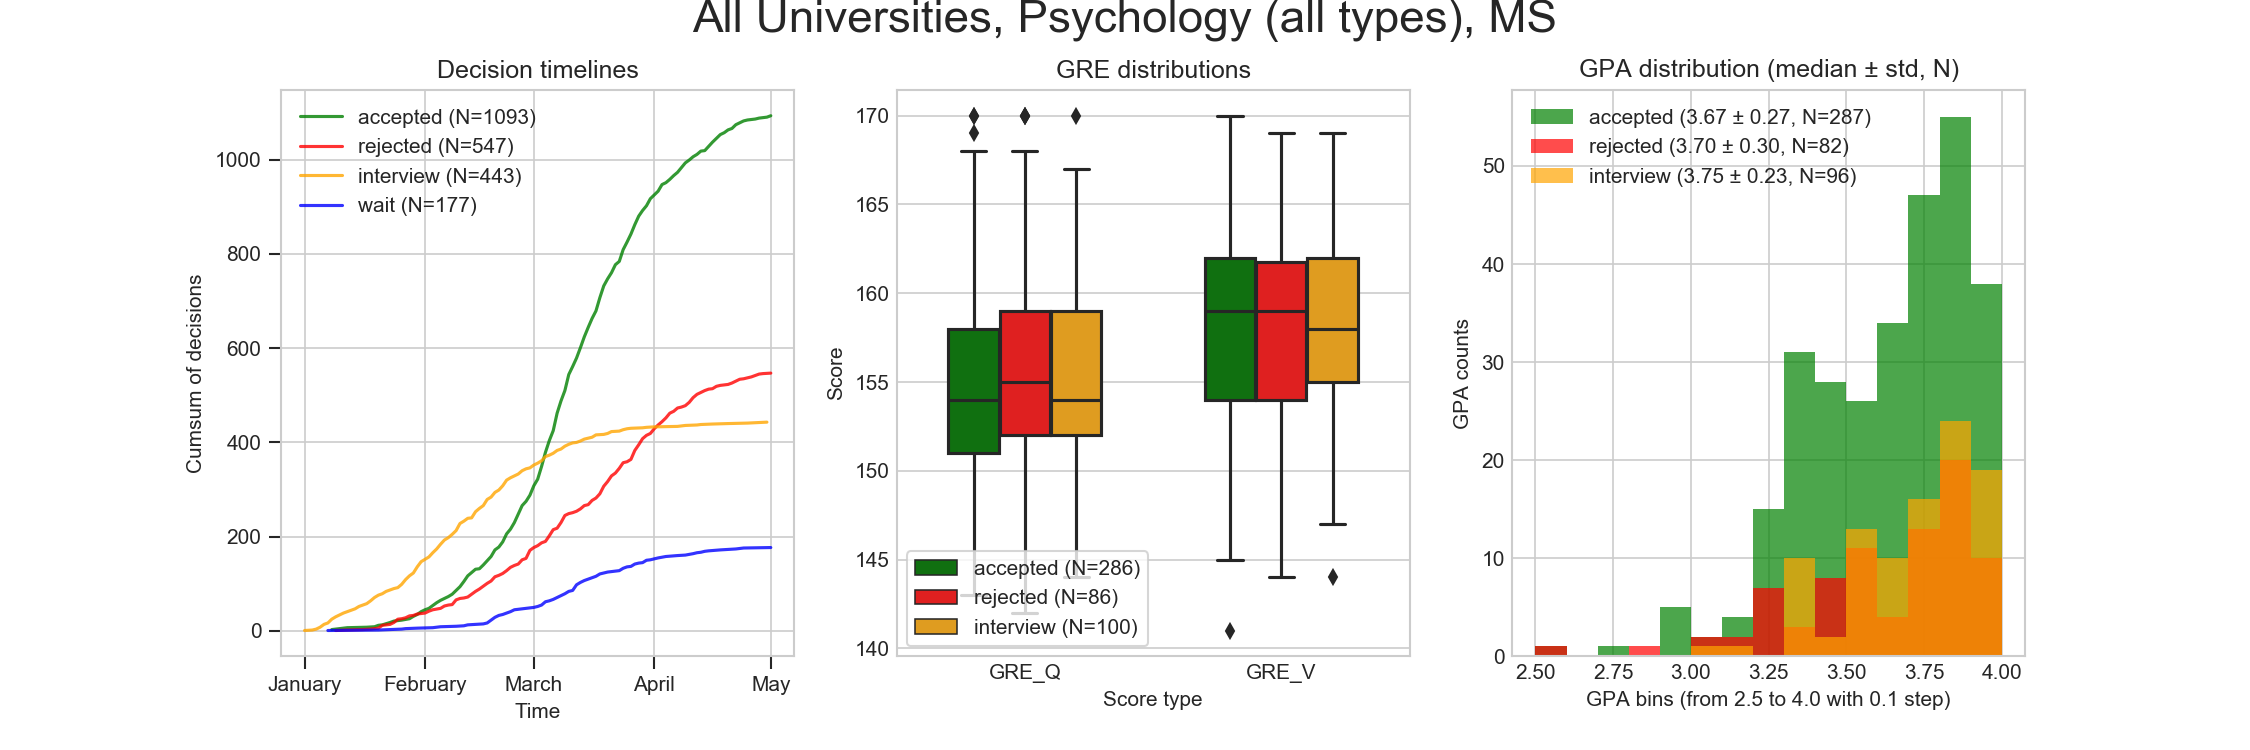 All Universities, Psychology (all types), MS
Decision timelines
accepted (N=1093)
rejected (N=547)
interview (N=443)
wait (N=177)
1000
800
600
400
200
0
Cumsum of decisions
January February March April May
Time
GRE distributions
170
165
160
155
150
145
140
Score
accepted (N=286)
rejected (N=86)
interview (N=100)
GRE_Q GRE_V
Score type
GPA distribution (median ± std, N)
accepted (3.67 ± 0.27, N=287)
rejected (3.70 ± 0.30, N=82)
interview (3.75 ± 0.23, N=96)
50
40
30
20
10
0
GPA counts
2.50 2.75 3.00 3.25 3.50 3.75 4.00
GPA bins (from 2.5 to 4.0 with 0.1 step)